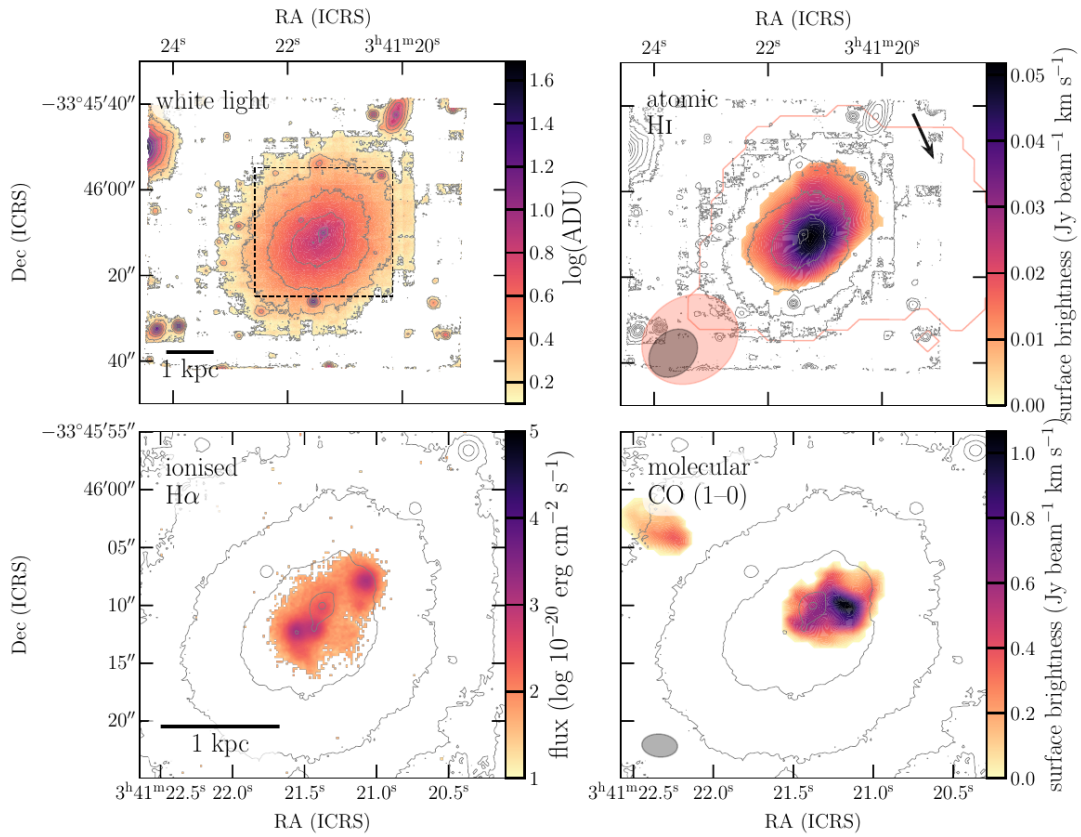 RA (ICRS)
RA (ICRS)
24ˢ 22ˢ 3ʰ41ᵐ20ˢ
24ˢ 22ˢ 3ʰ41ᵐ20ˢ
−33°45′40″
46′00″
20″
40″
Dec (ICRS)
white light
1 kpc
1.6
1.4
1.2
1.0
0.8
0.6
0.4
0.2
log(ADU)
atomic
HI
0.05
0.04
0.03
0.02
0.01
0.00
surface brightness (Jy beam⁻¹ km s⁻¹)
−33°45′55″
46′00″
05″
10″
15″
20″
Dec (ICRS)
ionised
Hα
1 kpc
5
4
3
2
1
flux (log 10⁻²⁰ erg cm⁻² s⁻¹)
molecular
CO (1–0)
1.0
0.8
0.6
0.4
0.2
0.0
surface brightness (Jy beam⁻¹ km s⁻¹)
3ʰ41ᵐ22.5ˢ 22.0ˢ 21.5ˢ 21.0ˢ 20.5ˢ
3ʰ41ᵐ22.5ˢ 22.0ˢ 21.5ˢ 21.0ˢ 20.5ˢ
RA (ICRS)
RA (ICRS)